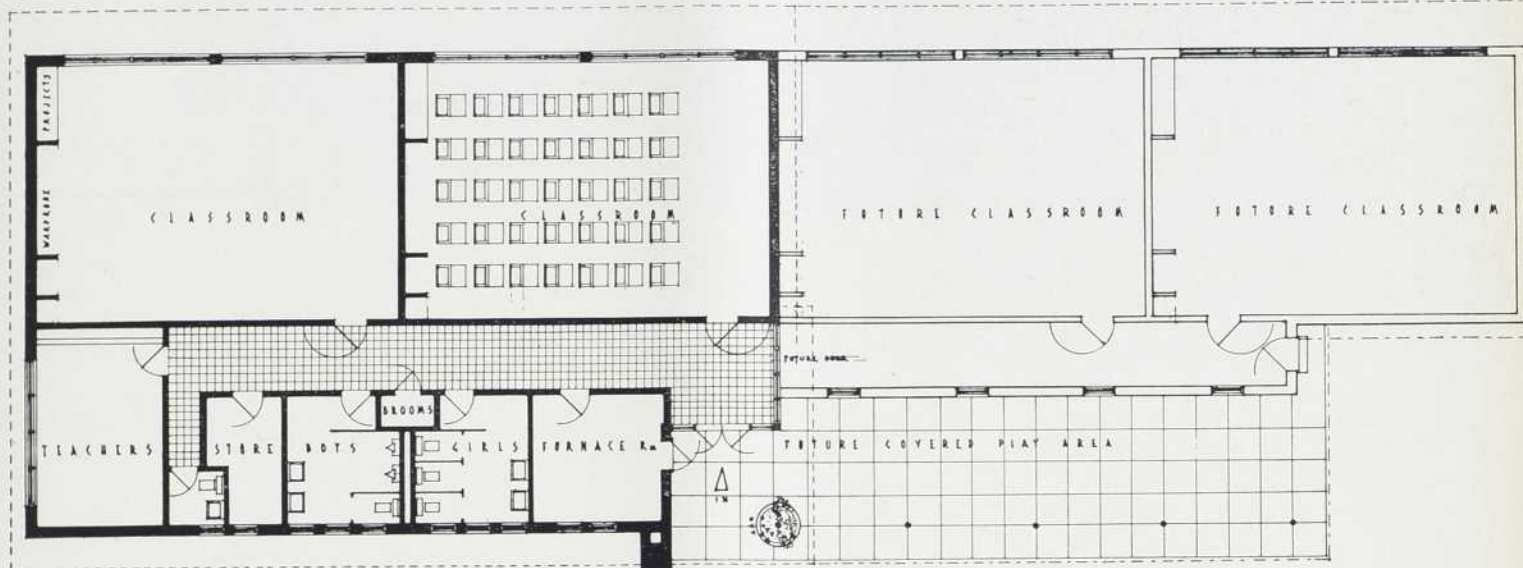 PROJECTS
WARDROBE
CLASSROOM
CLASSROOM
FUTURE CLASSROOM
FUTURE CLASSROOM
FUTURE DOOR
TEACHERS
STORE
BOYS
BROOMS
GIRLS
FURNACE RM
FUTURE COVERED PLAY AREA
IN